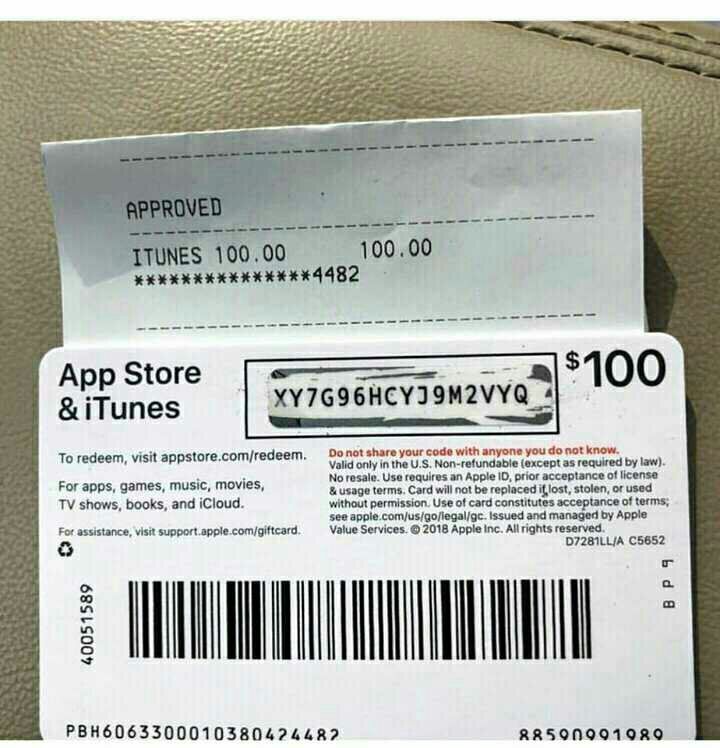 APPROVED
ITUNES 100.00 100.00
***************4482
App Store
& iTunes
XY7G96HCYJ9M2VYQ
$100
To redeem, visit appstore.com/redeem.
For apps, games, music, movies,
TV shows, books, and iCloud.
For assistance, visit support.apple.com/giftcard.
Do not share your code with anyone you do not know.
Valid only in the U.S. Non-refundable (except as required by law).
No resale. Use requires an Apple ID, prior acceptance of license
& usage terms. Card will not be replaced if lost, stolen, or used
without permission. Use of card constitutes acceptance of terms;
see apple.com/us/go/legal/gc. Issued and managed by Apple
Value Services. © 2018 Apple Inc. All rights reserved.
D7281LL/A C5652
BPP
40051589
PBH6063300010380424482
88590991989